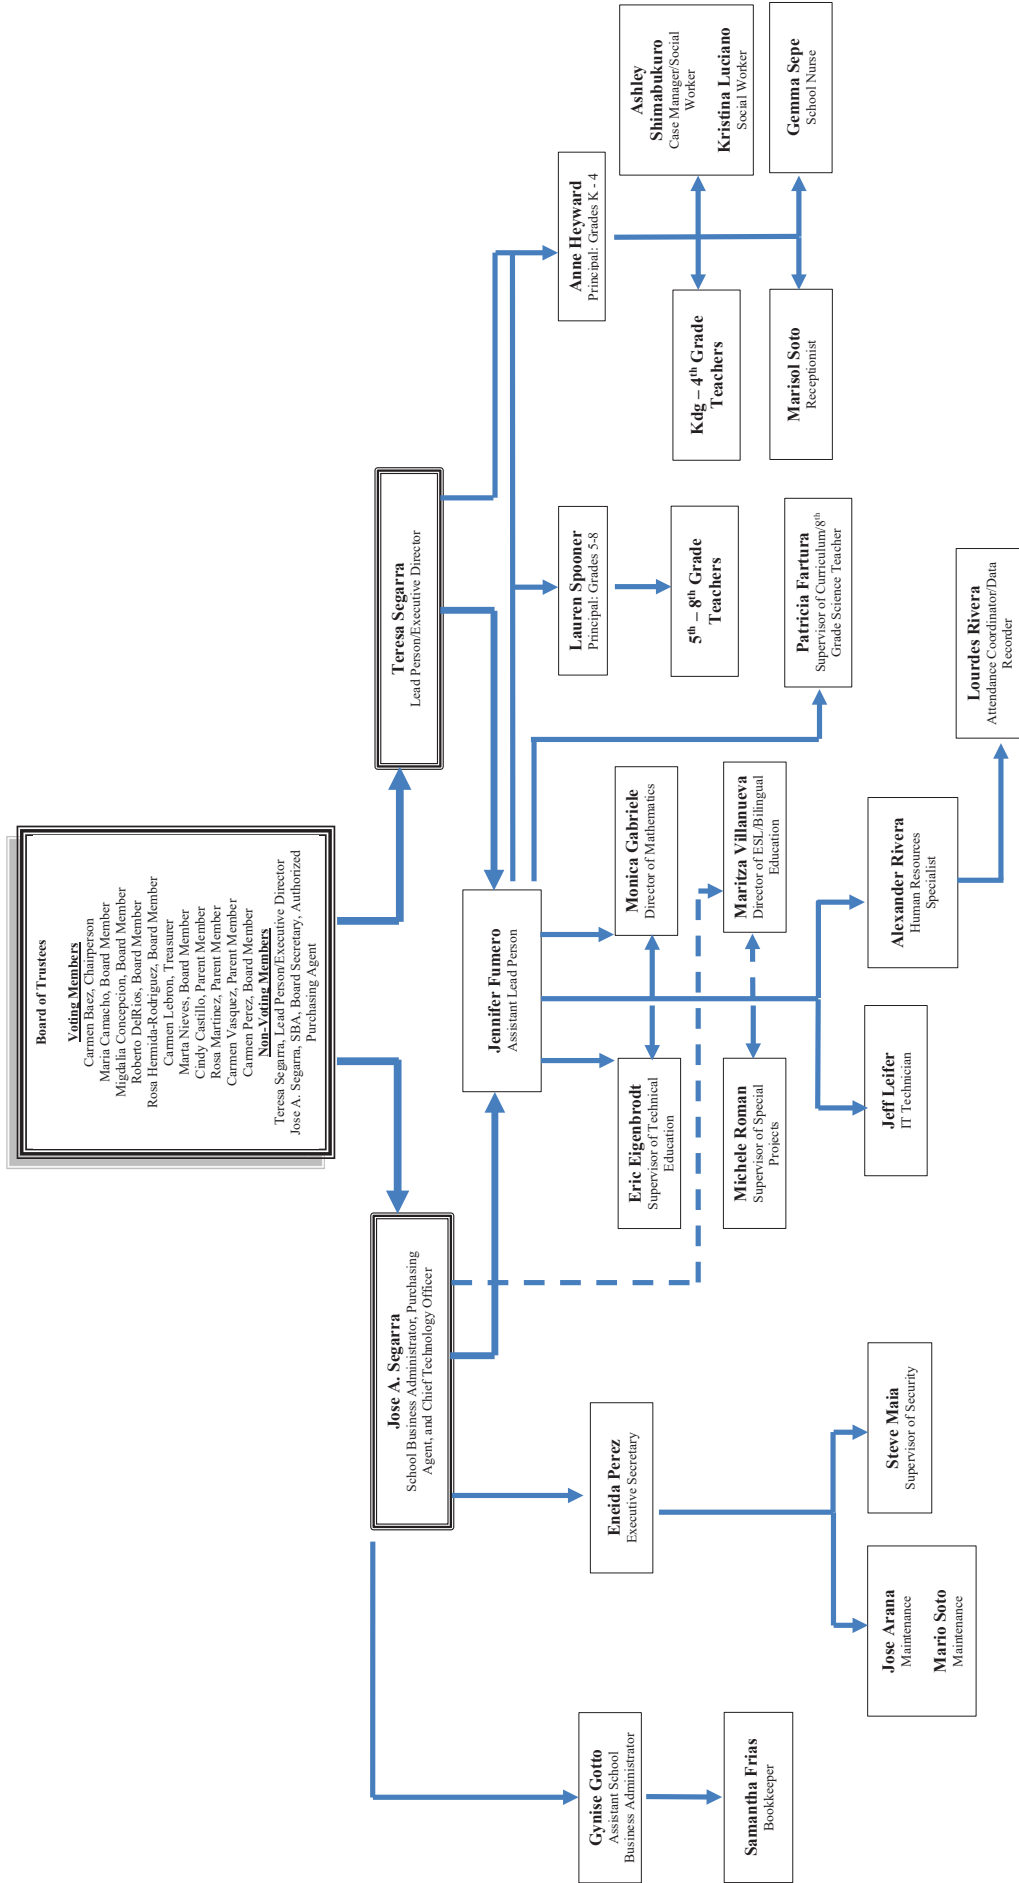 Board of Trustees
Voting Members
Carmen Baez, Chairperson
Maria Camacho, Board Member
Migdalia Concepcion, Board Member
Roberto DelRios, Board Member
Rosa Hermida-Rodriguez, Board Member
Carmen Lebron, Treasurer
Marta Nieves, Board Member
Cindy Castillo, Parent Member
Rosa Martinez, Parent Member
Carmen Vasquez, Parent Member
Carmen Perez, Board Member
Non-Voting Members
Teresa Segarra, Lead Person/Executive Director
Jose A. Segarra, SBA, Board Secretary, Authorized
Purchasing Agent
Jose A. Segarra
School Business Administrator, Purchasing
Agent, and Chief Technology Officer
Teresa Segarra
Lead Person/Executive Director
Jennifer Fumero
Assistant Lead Person
Gynise Gotto
Assistant School
Business Administrator
Eneida Perez
Executive Secretary
Eric Eigenbrodt
Supervisor of Technical
Education
Monica Gabriele
Director of Mathematics
Lauren Spooner
Principal: Grades 5-8
Anne Heyward
Principal: Grades K - 4
Samantha Frias
Bookkeeper
Michele Roman
Supervisor of Special
Projects
Maritza Villanueva
Director of ESL/Bilingual
Education
5th – 8th Grade
Teachers
Kdg – 4th Grade
Teachers
Ashley
Shimabukuro
Case Manager/Social
Worker
Kristina Luciano
Social Worker
Patricia Fartura
Supervisor of Curriculum/8th
Grade Science Teacher
Marisol Soto
Receptionist
Gemma Sepe
School Nurse
Jose Arana
Maintenance
Mario Soto
Maintenance
Steve Maia
Supervisor of Security
Jeff Leifer
IT Technician
Alexander Rivera
Human Resources
Specialist
Lourdes Rivera
Attendance Coordinator/Data
Recorder